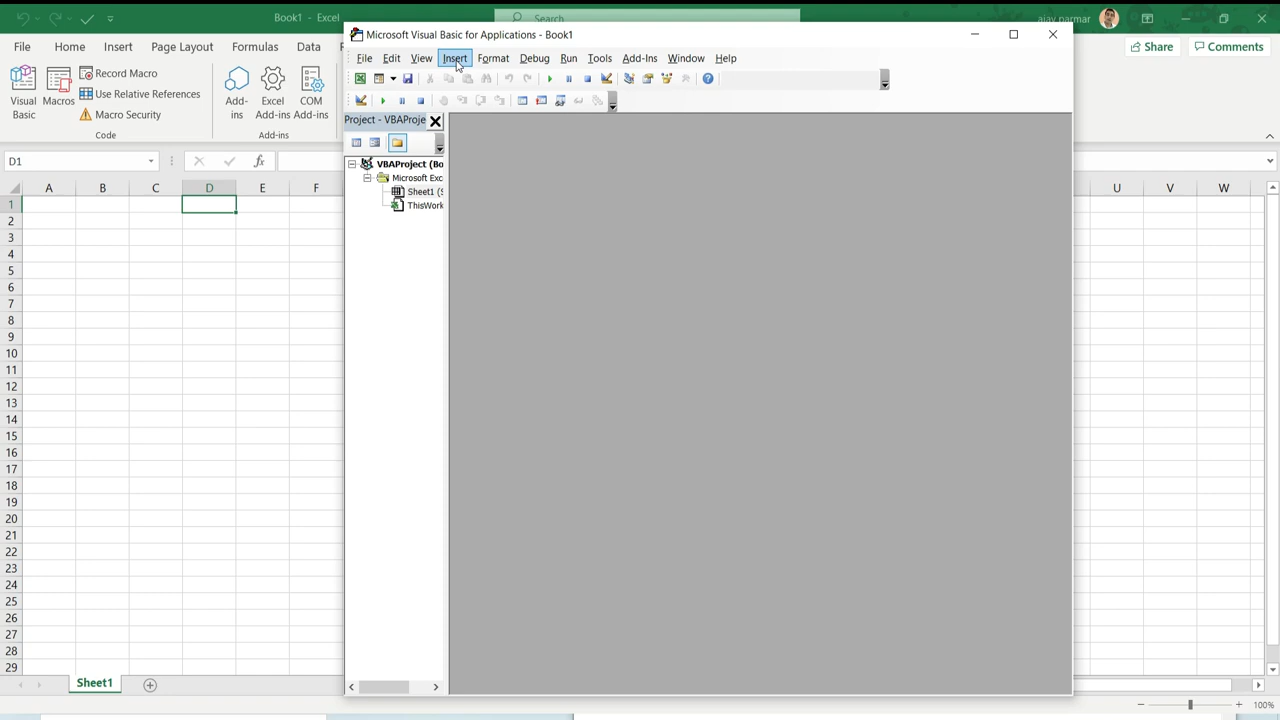 Book1 - Excel
Search
ajay parmar
File Home Insert Page Layout Formulas Data
Share Comments
Visual Basic
Macros
Record Macro
Use Relative References
Macro Security
Code
Add-ins
Excel Add-ins
COM Add-ins
Add-ins
D1
fx
A B C D E F U V W
1
2
3
4
5
6
7
8
9
10
11
12
13
14
15
16
17
18
19
20
21
22
23
24
25
26
27
28
29
Sheet1
100%
Microsoft Visual Basic for Applications - Book1
File Edit View Insert Format Debug Run Tools Add-Ins Window Help
Project - VBAProje
VBAProject (Bo
Microsoft Exc
Sheet1 (S
ThisWork